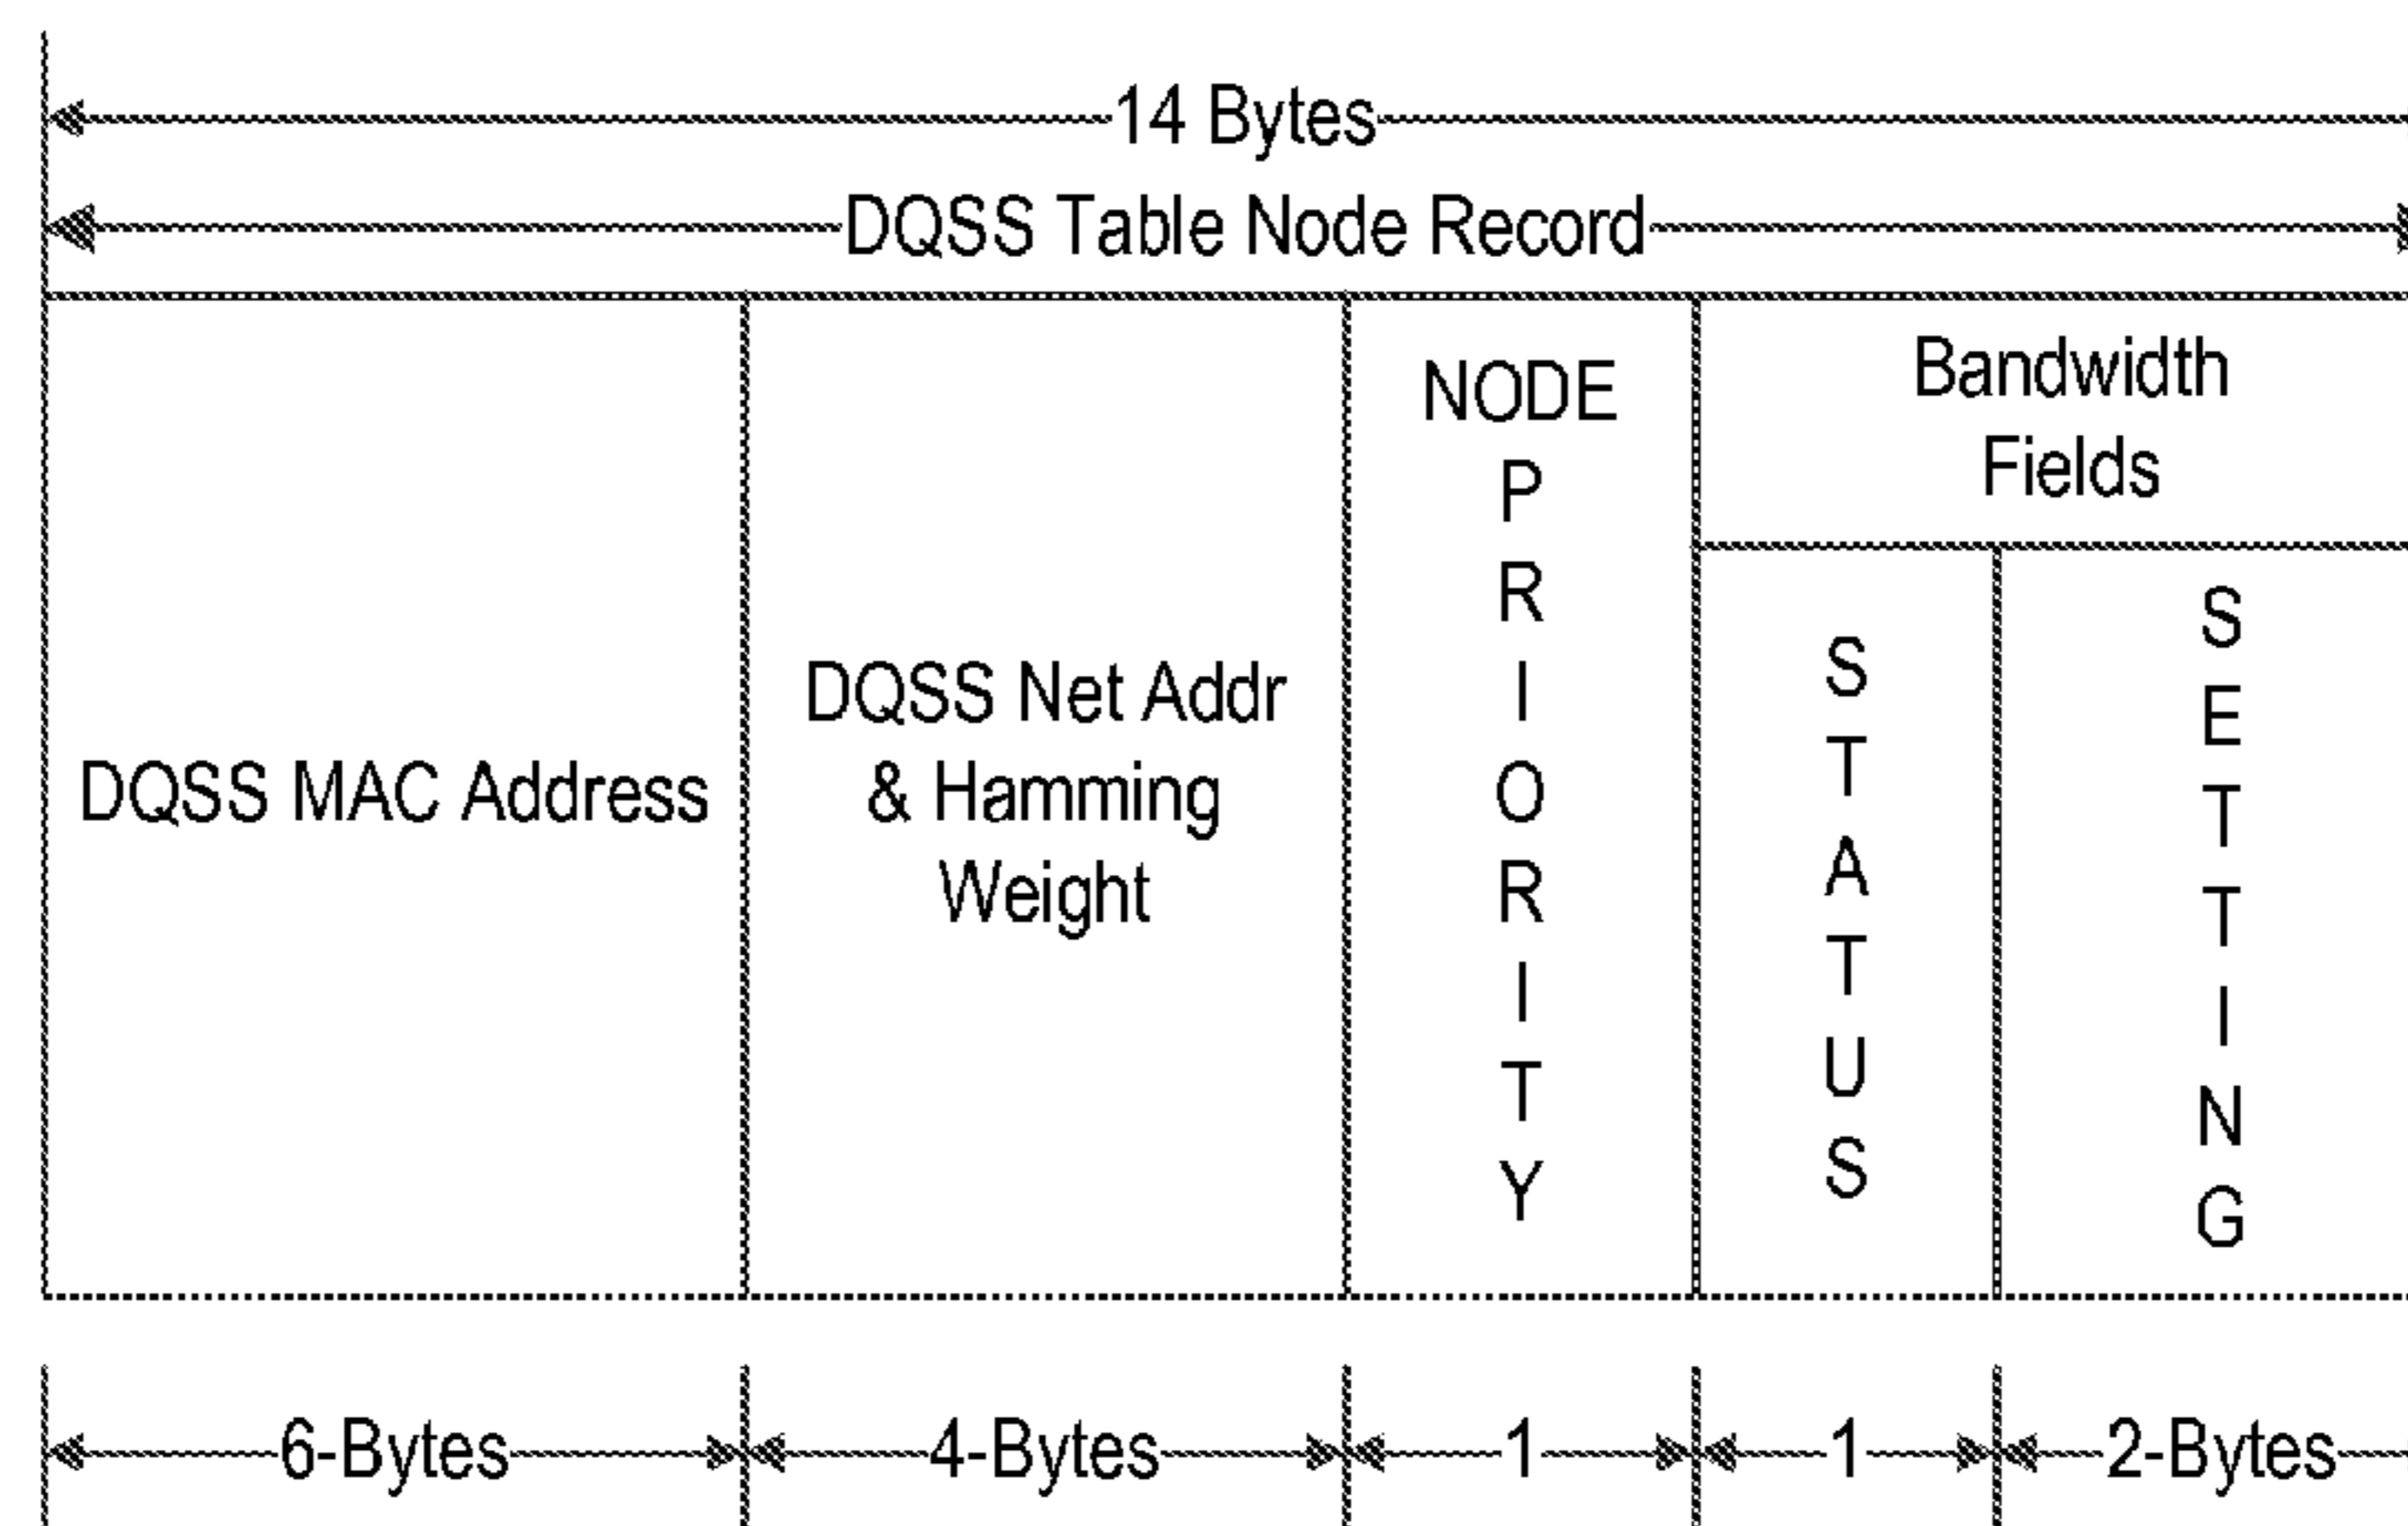 14 Bytes
DQSS Table Node Record
DQSS MAC Address
DQSS Net Addr
& Hamming
Weight
NODE
P
R
I
O
R
I
T
Y
Bandwidth
Fields
S
T
A
T
U
S
S
E
T
T
I
N
G
6-Bytes
4-Bytes
1
1
2-Bytes